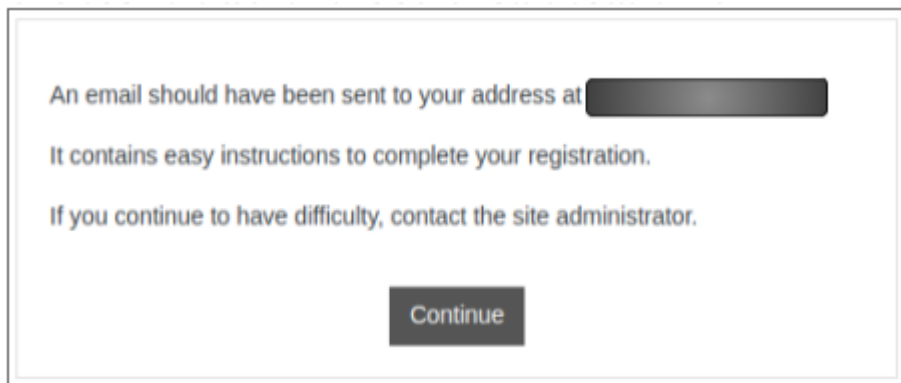 An email should have been sent to your address at
It contains easy instructions to complete your registration.
If you continue to have difficulty, contact the site administrator.
Continue